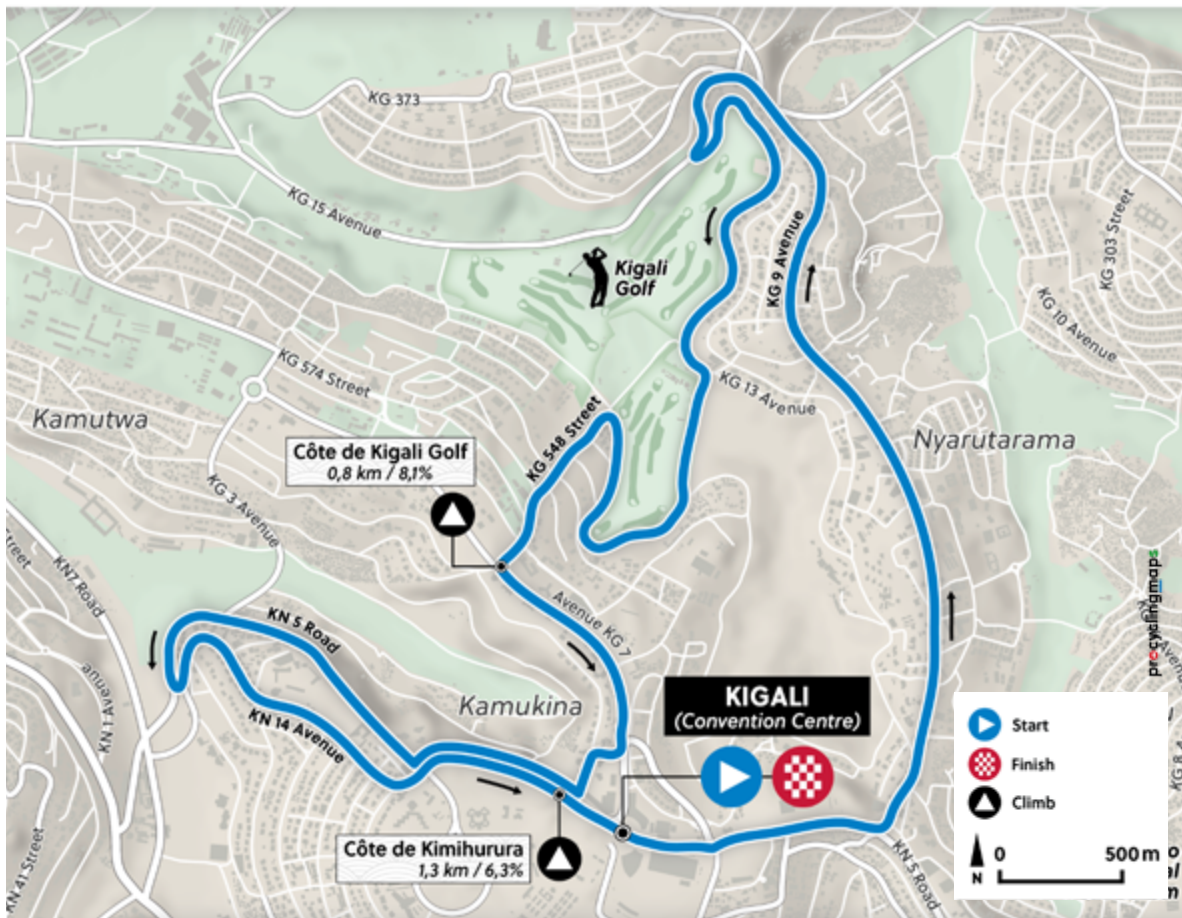 KG 373
KG 15 Avenue
KG 303 Street
Kigali
Golf
KG 9 Avenue
KG 10 Avenue
KG 574 Street
KG 13 Avenue
Kamutwa
Nyarutarama
KG 548 Street
Côte de Kigali Golf
0,8 km / 8,1%
KG 3 Avenue
Street
KN7 Road
Avenue KG 7
procyclingmaps
KN 5 Road
KN 1 Avenue
Kamukina
KIGALI
(Convention Centre)
KN 14 Avenue
Start
Finish
Climb
KG 8 A
Côte de Kimihurura
1,3 km / 6,3%
KN 5 Road
KN 41 Street
N
0 500 m